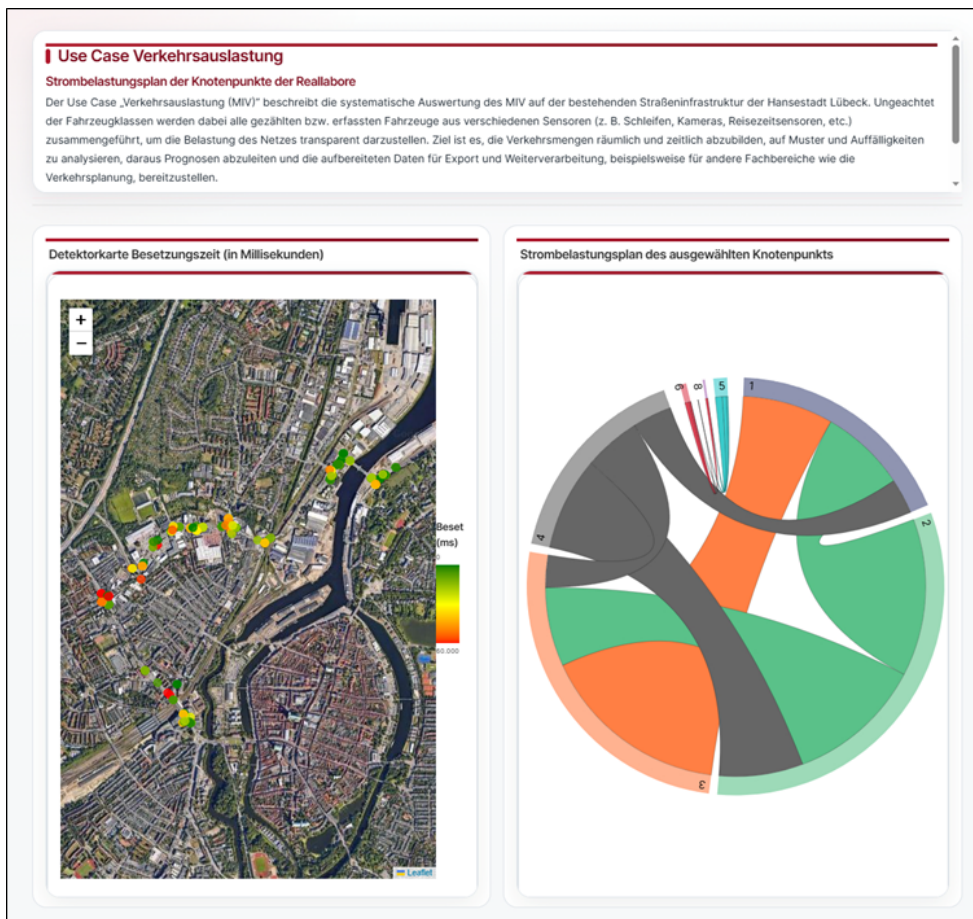 Use Case Verkehrsauslastung
Strombelastungsplan der Knotenpunkte der Reallabore
Der Use Case „Verkehrsauslastung (MIV)" beschreibt die systematische Auswertung des MIV auf der bestehenden Straßeninfrastruktur der Hansestadt Lübeck. Ungeachtet
der Fahrzeugklassen werden dabei alle gezählten bzw. erfassten Fahrzeuge aus verschiedenen Sensoren (z. B. Schleifen, Kameras, Reisezeitsensoren, etc.)
zusammengeführt, um die Belastung des Netzes transparent darzustellen. Ziel ist es, die Verkehrsmengen räumlich und zeitlich abzubilden, auf Muster und Auffälligkeiten
zu analysieren, daraus Prognosen abzuleiten und die aufbereiteten Daten für Export und Weiterverarbeitung, beispielsweise für andere Fachbereiche wie die
Verkehrsplanung, bereitzustellen.
Detektorkarte Besetzungszeit (in Millisekunden)
+
−
Beset
(ms)
0
60.000
Leaflet
Strombelastungsplan des ausgewählten Knotenpunkts
1
2
3
4
8
5